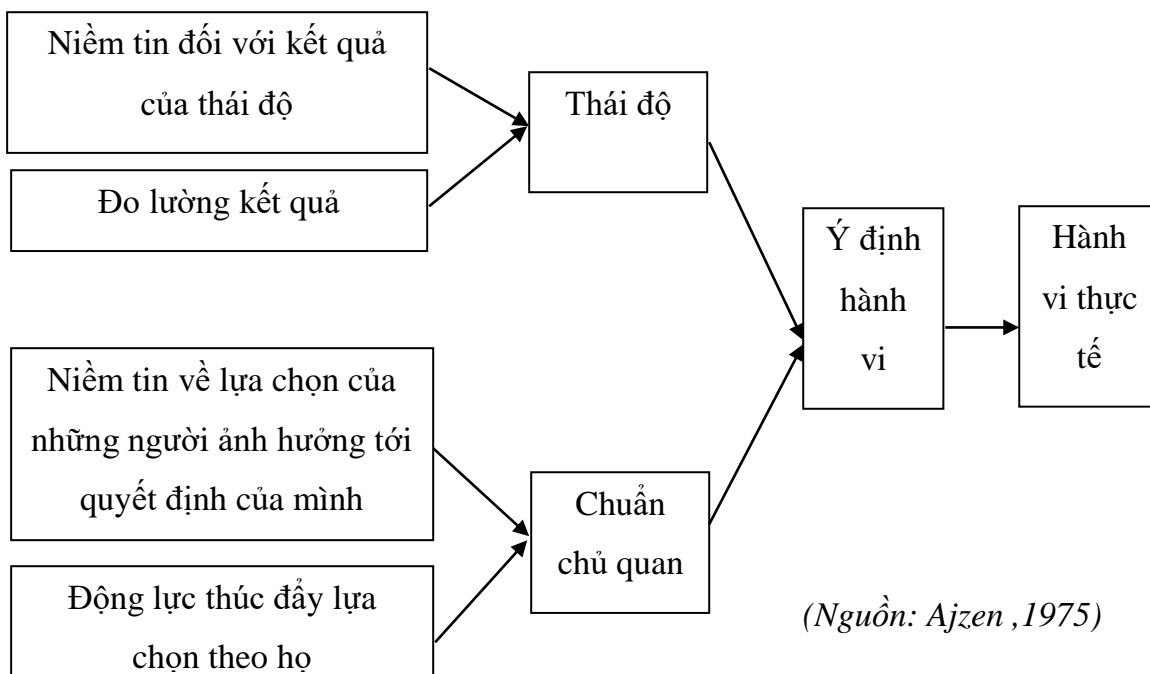 Niềm tin đối với kết quả
của thái độ
Đo lường kết quả
Thái độ
Ý định
hành
vi
Hành
vi thực
tế
Niềm tin về lựa chọn của
những người ảnh hưởng tới
quyết định của mình
Động lực thúc đẩy lựa
chọn theo họ
Chuẩn
chủ quan
(Nguồn: Ajzen ,1975)